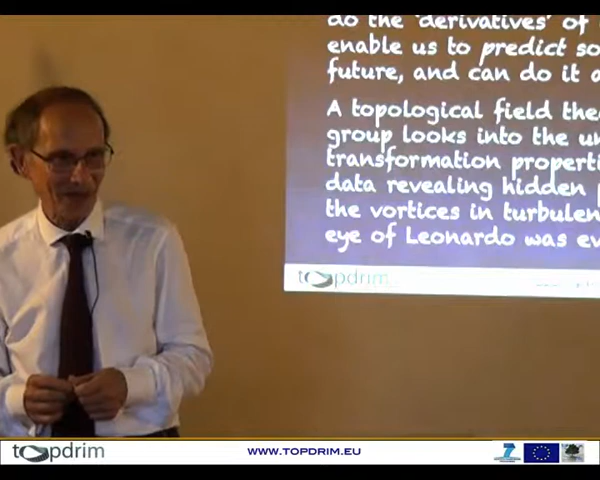 do the 'derivatives' of
enable us to predict so
future, and can do it a
A topological field the
group looks into the un
transformation properti
data revealing hidden p
the vortices in turbulen
eye of Leonardo was ev
topdrim
topdrim
WWW.TOPDRIM.EU